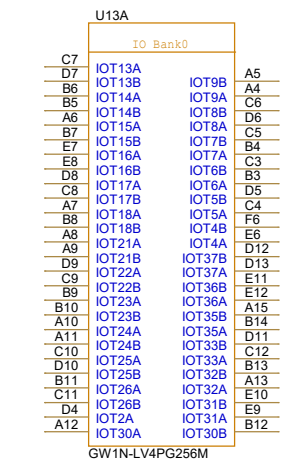 U13A
IO Bank0
C7 IOT13A
D7 IOT13B IOT9B A5
B6 IOT14A IOT9A A4
B5 IOT14B IOT8B C6
A6 IOT15A IOT8A D6
B7 IOT15B IOT7B C5
E7 IOT16A IOT7A B4
E8 IOT16B IOT6B C3
D8 IOT17A IOT6A B3
C8 IOT17B IOT5B D5
A7 IOT18A IOT5A C4
B8 IOT18B IOT4B F6
A8 IOT21A IOT4A E6
A9 IOT21B IOT37B D12
D9 IOT22A IOT37A D13
C9 IOT22B IOT36B E11
B9 IOT23A IOT36A E12
B10 IOT23B IOT35B A15
A10 IOT24A IOT35A B14
A11 IOT24B IOT33B D11
C10 IOT25A IOT33A C12
D10 IOT25B IOT32B B13
B11 IOT26A IOT32A A13
C11 IOT26B IOT31B E10
D4 IOT2A IOT31A E9
A12 IOT30A IOT30B B12
GW1N-LV4PG256M